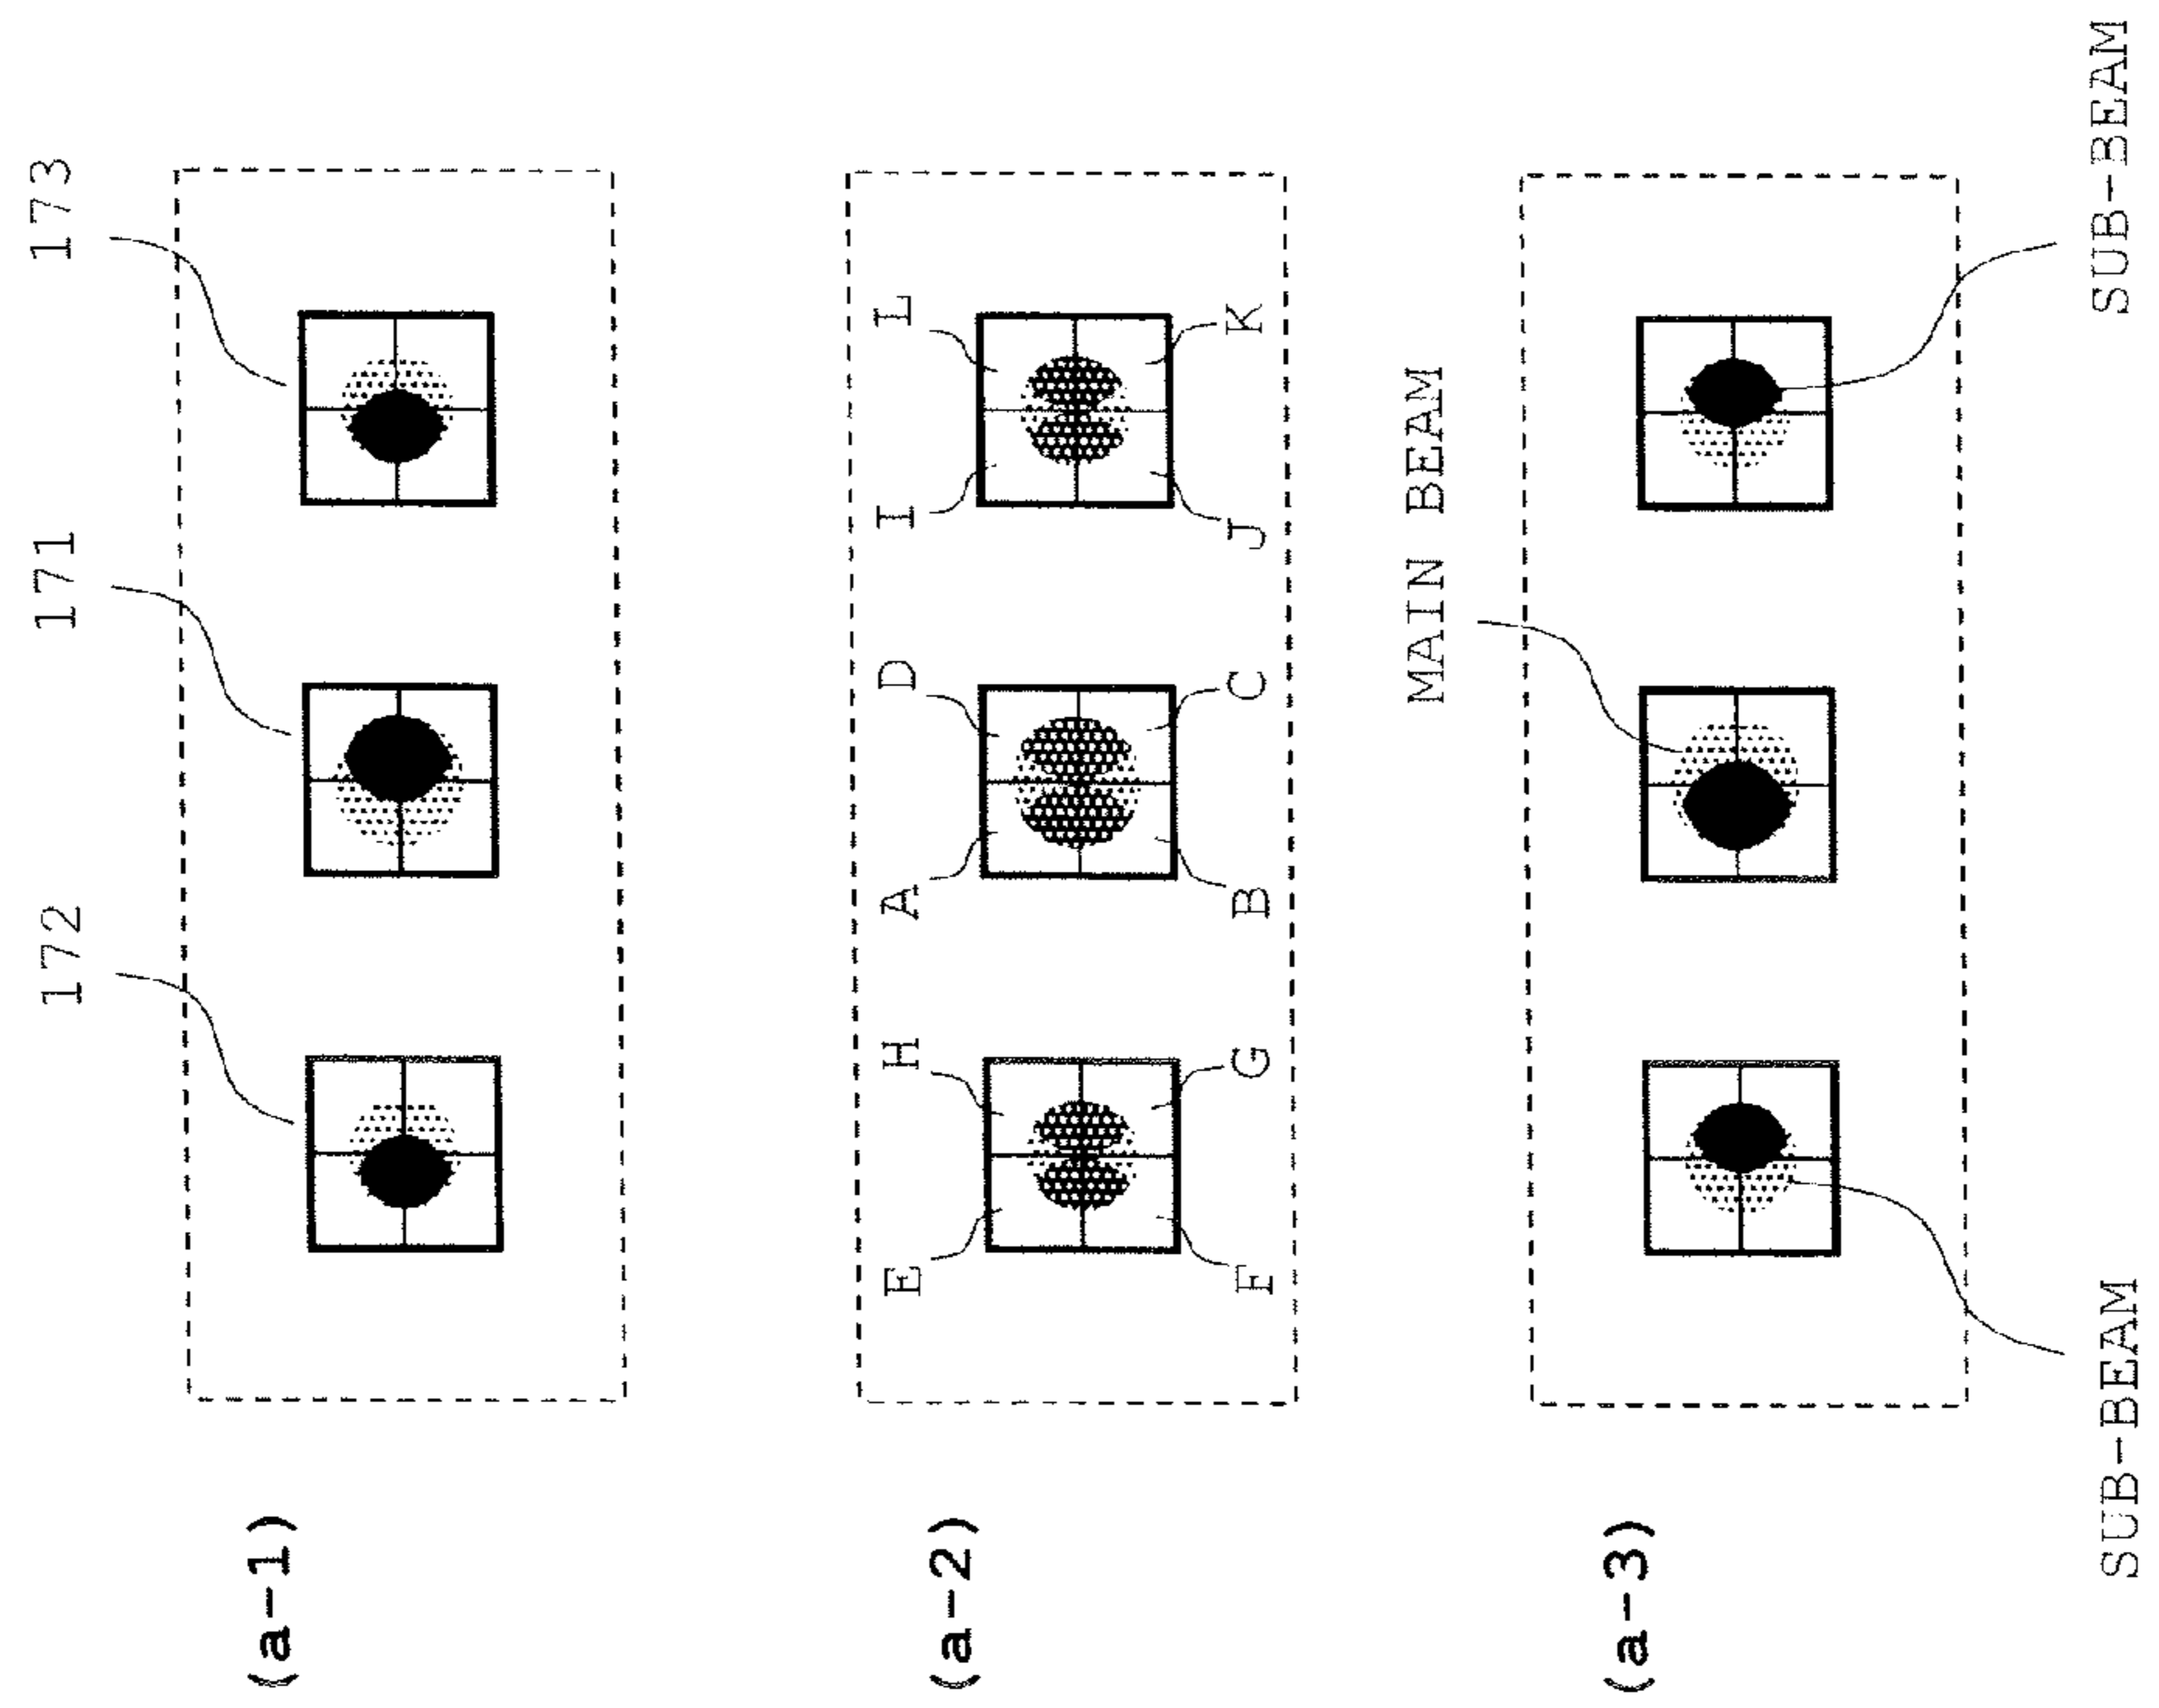 172 171 173
(a-1)
E H A D I L
(a-2)
F G B C J K
MAIN BEAM
(a-3)
SUB-BEAM SUB-BEAM